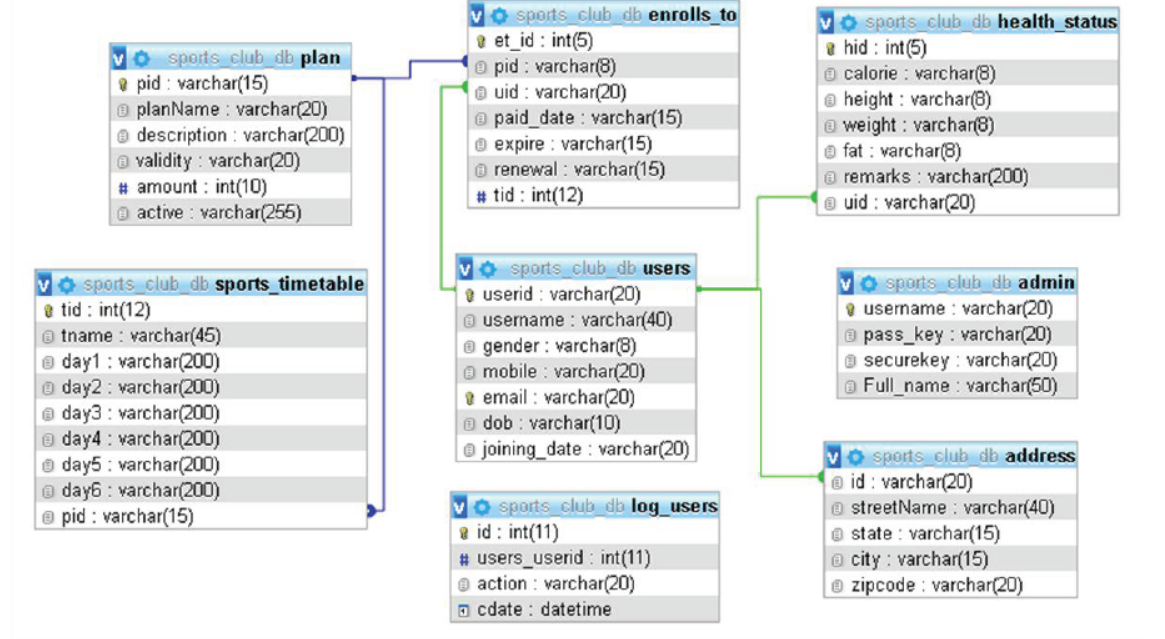 sports_club_db plan
pid : varchar(15)
planName : varchar(20)
description : varchar(200)
validity : varchar(20)
# amount : int(10)
active : varchar(255)
sports_club_db enrolls_to
et_id : int(5)
pid : varchar(8)
uid : varchar(20)
paid_date : varchar(15)
expire : varchar(15)
renewal : varchar(15)
# tid : int(12)
sports_club_db health_status
hid : int(5)
calorie : varchar(8)
height : varchar(8)
weight : varchar(8)
fat : varchar(8)
remarks : varchar(200)
uid : varchar(20)
sports_club_db sports_timetable
tid : int(12)
tname : varchar(45)
day1 : varchar(200)
day2 : varchar(200)
day3 : varchar(200)
day4 : varchar(200)
day5 : varchar(200)
day6 : varchar(200)
pid : varchar(15)
sports_club_db users
userid : varchar(20)
username : varchar(40)
gender : varchar(8)
mobile : varchar(20)
email : varchar(20)
dob : varchar(10)
joining_date : varchar(20)
sports_club_db admin
username : varchar(20)
pass_key : varchar(20)
securekey : varchar(20)
Full_name : varchar(50)
sports_club_db log_users
id : int(11)
# users_userid : int(11)
action : varchar(20)
cdate : datetime
sports_club_db address
id : varchar(20)
streetName : varchar(40)
state : varchar(15)
city : varchar(15)
zipcode : varchar(20)